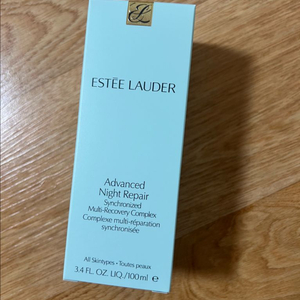 ESTĒE LAUDER
Advanced
Night Repair
Synchronized
Multi-Recovery Complex
Complexe multi-réparation
synchronisée
All Skintypes • Toutes peaux
3.4 FL. OZ. LIQ./100 ml e